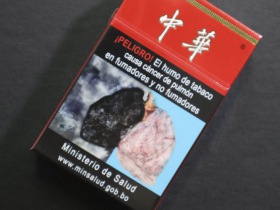 中華
¡PELIGRO! El humo de tabaco
causa cáncer de pulmón
en fumadores y no fumadores
Ministerio de Salud
www.minsalud.gob.bo